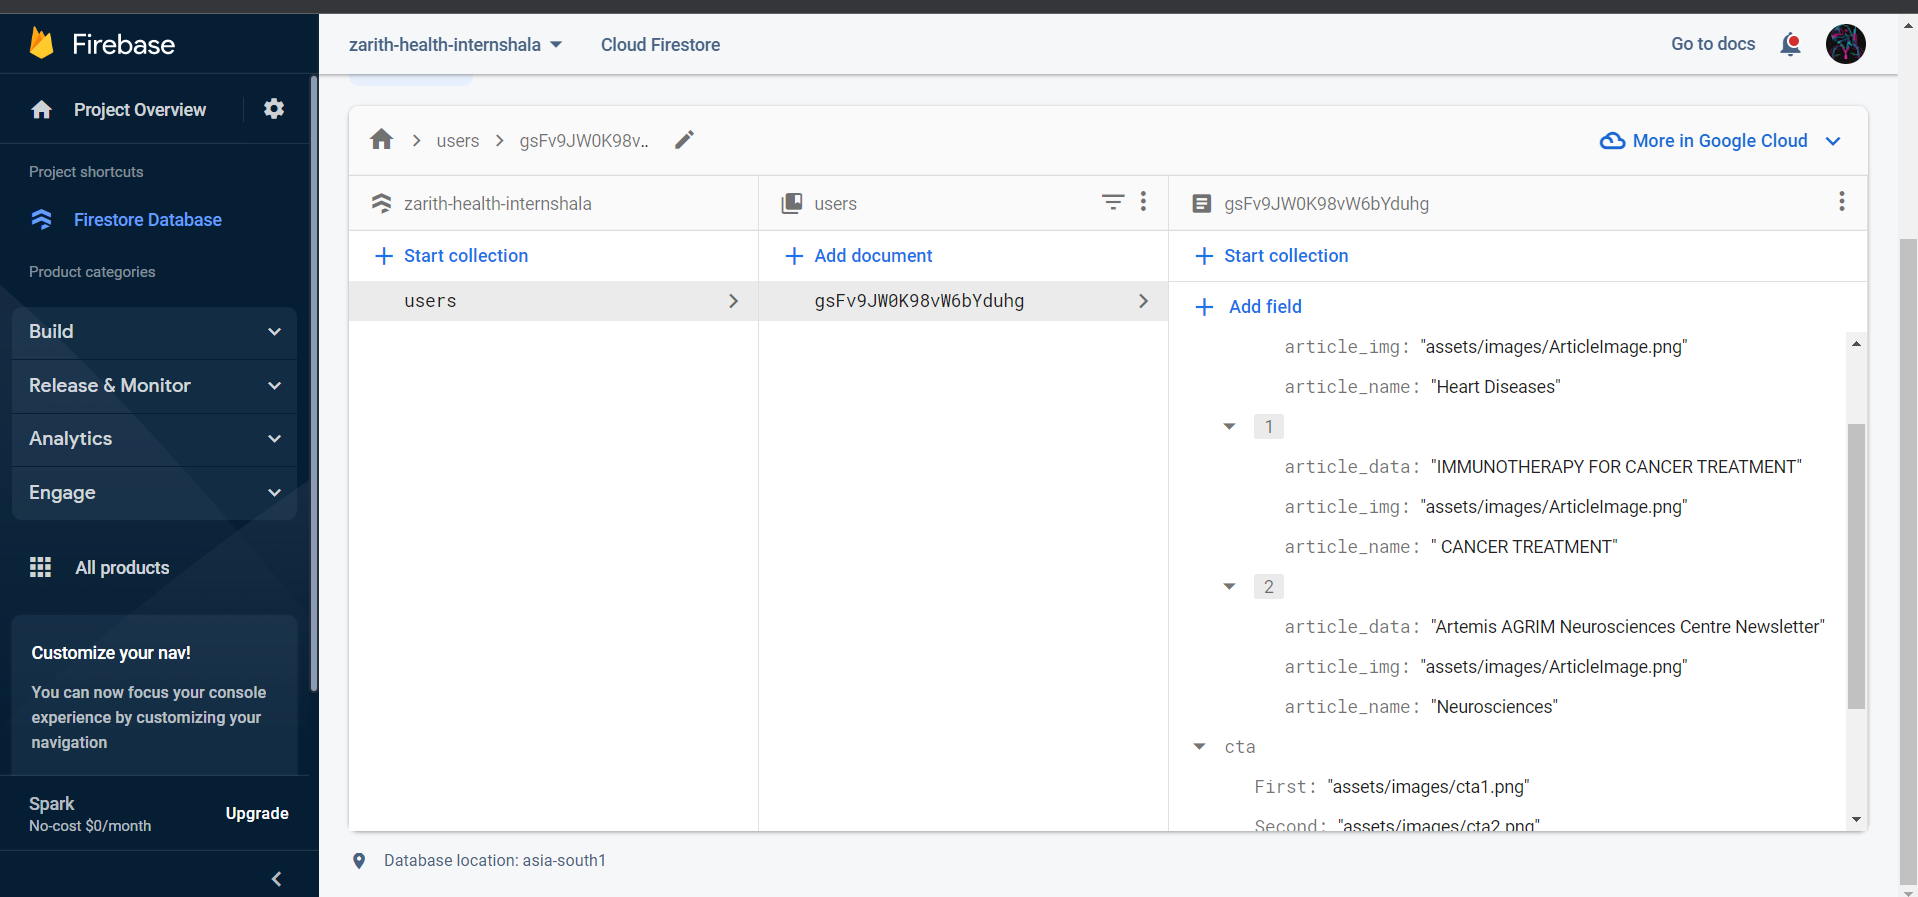 Firebase
zarith-health-internshala
Cloud Firestore
Go to docs
Project Overview
Project shortcuts
Firestore Database
Product categories
Build
Release & Monitor
Analytics
Engage
All products
Customize your nav!
You can now focus your console
experience by customizing your
navigation
Spark
No-cost $0/month
Upgrade
users
gsFv9JW0K98v..
More in Google Cloud
zarith-health-internshala
Start collection
users
users
Add document
gsFv9JW0K98vW6bYduhg
gsFv9JW0K98vW6bYduhg
Start collection
Add field
article_img: "assets/images/ArticleImage.png"
article_name: "Heart Diseases"
1
article_data: "IMMUNOTHERAPY FOR CANCER TREATMENT"
article_img: "assets/images/ArticleImage.png"
article_name: " CANCER TREATMENT"
2
article_data: "Artemis AGRIM Neurosciences Centre Newsletter"
article_img: "assets/images/ArticleImage.png"
article_name: "Neurosciences"
cta
First: "assets/images/cta1.png"
Second: "assets/images/cta2.png"
Database location: asia-south1